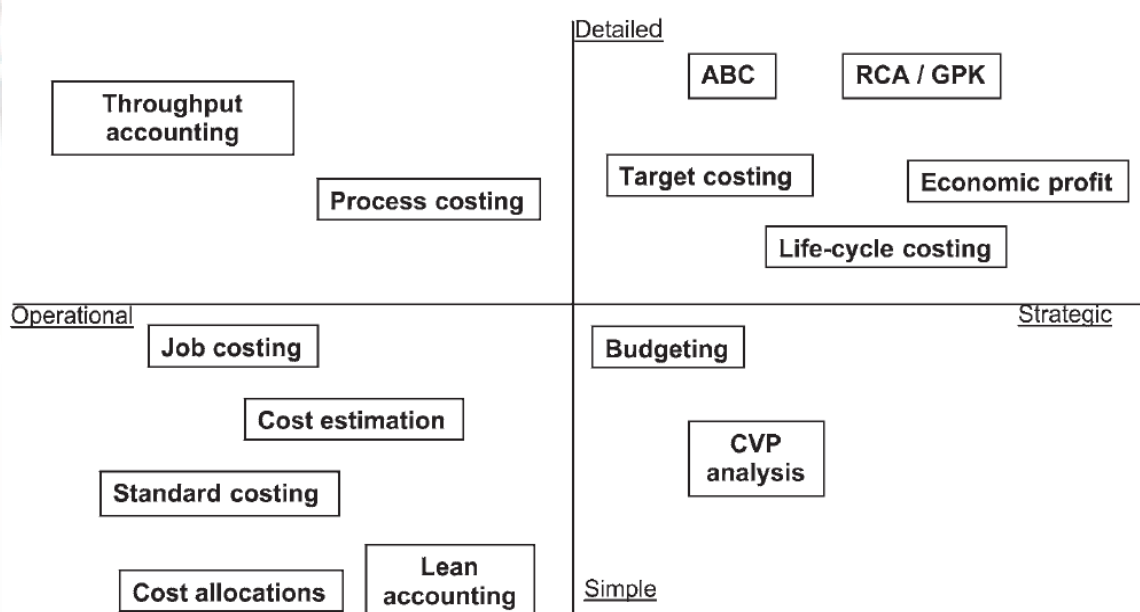 Detailed
ABC
RCA / GPK
Throughput
accounting
Target costing
Economic profit
Process costing
Life-cycle costing
Operational
Strategic
Job costing
Budgeting
Cost estimation
CVP
analysis
Standard costing
Cost allocations
Lean
accounting
Simple